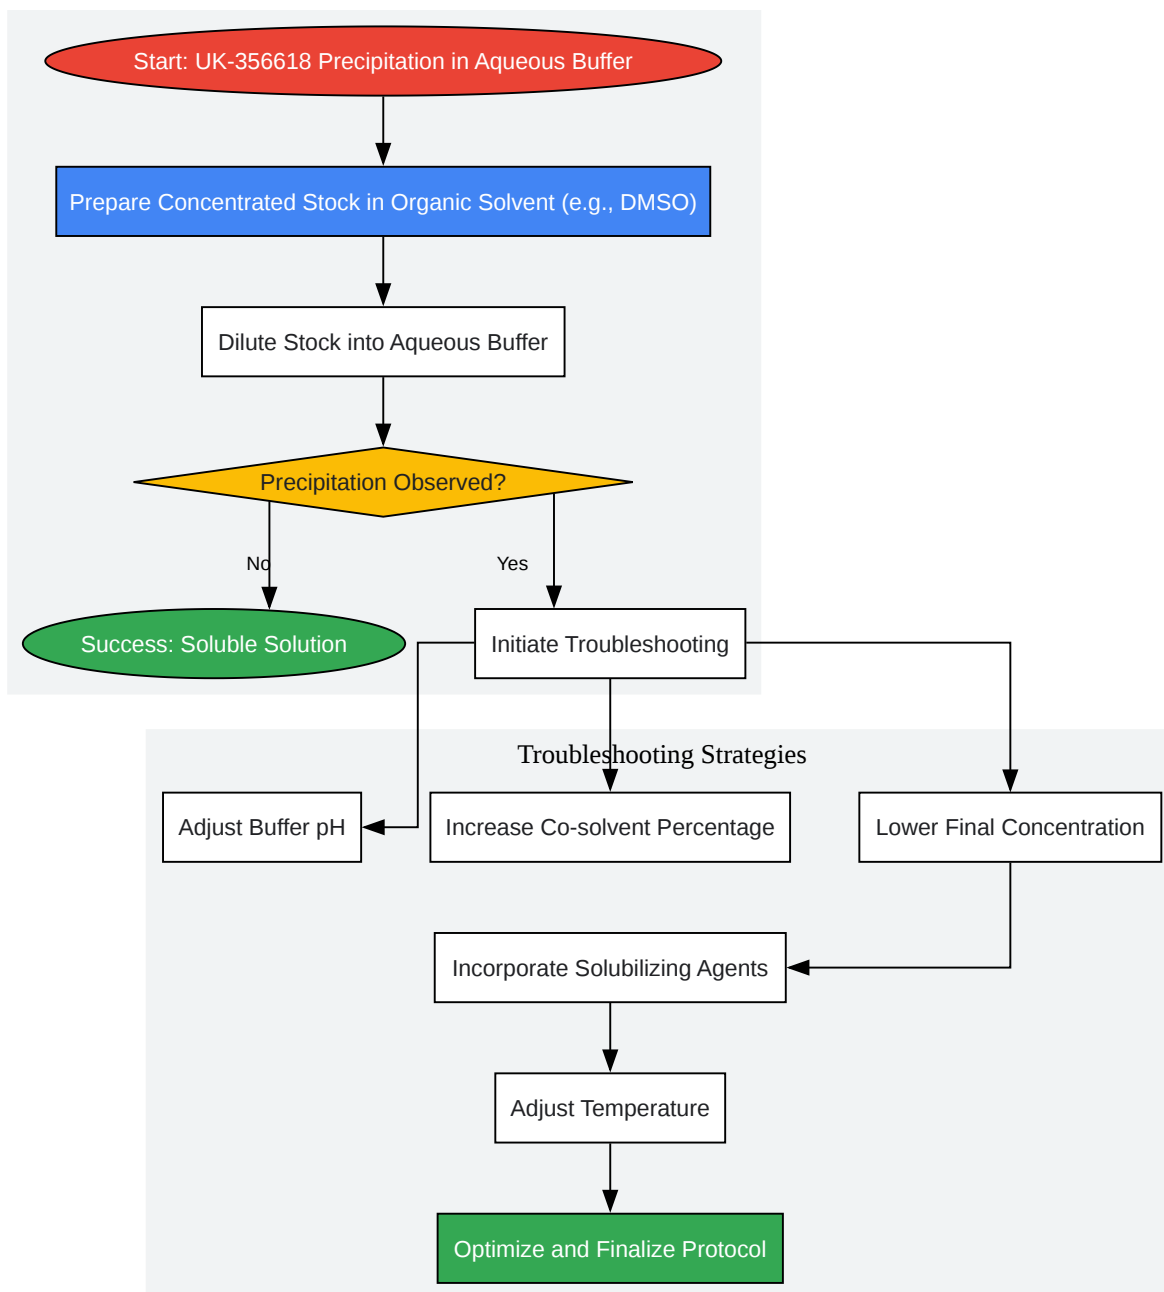 Start: UK-356618 Precipitation in Aqueous Buffer
Prepare Concentrated Stock in Organic Solvent (e.g., DMSO)
Dilute Stock into Aqueous Buffer
Precipitation Observed?
No
Yes
Success: Soluble Solution
Initiate Troubleshooting
Troubleshooting Strategies
Adjust Buffer pH
Increase Co-solvent Percentage
Lower Final Concentration
Incorporate Solubilizing Agents
Adjust Temperature
Optimize and Finalize Protocol